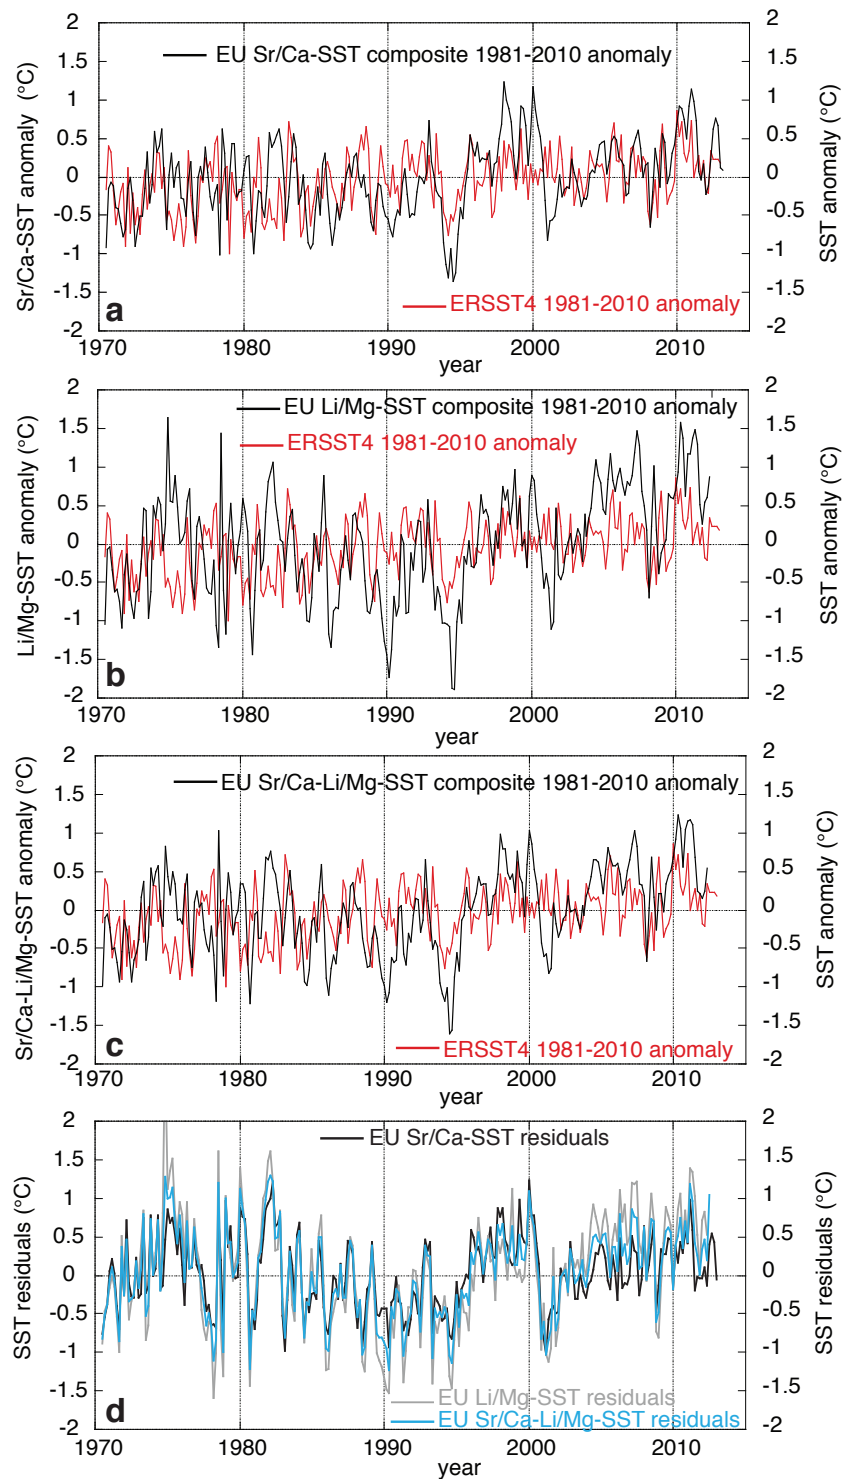 EU Sr/Ca-SST composite 1981-2010 anomaly
Sr/Ca-SST anomaly (°C)
SST anomaly (°C)
2 1.5 1 0.5 0 -0.5 -1 -1.5 -2
2 1.5 1 0.5 0 -0.5 -1 -1.5 -2
ERSST4 1981-2010 anomaly
a
1970 1980 1990 2000 2010
year
EU Li/Mg-SST composite 1981-2010 anomaly
ERSST4 1981-2010 anomaly
Li/Mg-SST anomaly (°C)
SST anomaly (°C)
2 1.5 1 0.5 0 -0.5 -1 -1.5 -2
2 1.5 1 0.5 0 -0.5 -1 -1.5 -2
b
1970 1980 1990 2000 2010
year
EU Sr/Ca-Li/Mg-SST composite 1981-2010 anomaly
Sr/Ca-Li/Mg-SST anomaly (°C)
SST anomaly (°C)
2 1.5 1 0.5 0 -0.5 -1 -1.5 -2
2 1.5 1 0.5 0 -0.5 -1 -1.5 -2
c
ERSST4 1981-2010 anomaly
1970 1980 1990 2000 2010
year
EU Sr/Ca-SST residuals
SST residuals (°C)
SST residuals (°C)
2 1.5 1 0.5 0 -0.5 -1 -1.5 -2
2 1.5 1 0.5 0 -0.5 -1 -1.5 -2
EU Li/Mg-SST residuals
d
EU Sr/Ca-Li/Mg-SST residuals
1970 1980 1990 2000 2010
year